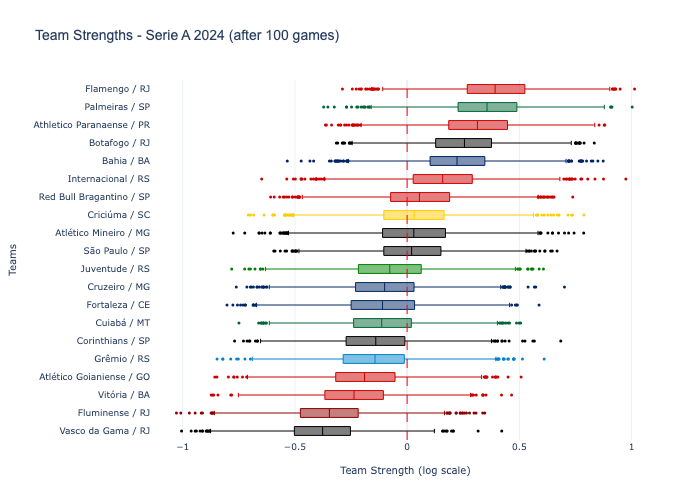 Team Strengths - Serie A 2024 (after 100 games)
Flamengo / RJ
Palmeiras / SP
Athletico Paranaense / PR
Botafogo / RJ
Bahia / BA
Internacional / RS
Red Bull Bragantino / SP
Criciúma / SC
Atlético Mineiro / MG
São Paulo / SP
Juventude / RS
Cruzeiro / MG
Fortaleza / CE
Cuiabá / MT
Corinthians / SP
Grêmio / RS
Atlético Goianiense / GO
Vitória / BA
Fluminense / RJ
Vasco da Gama / RJ
Teams
−1 −0.5 0 0.5 1
Team Strength (log scale)